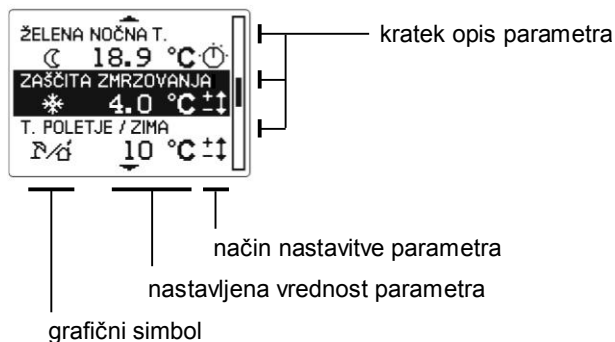 ŽELENA NOČNA T.
18.9 °C
ZAŠČITA ZMRZOVANJA
4.0 °C ±
T. POLETJE / ZIMA
10 °C ±
kratek opis parametra
način nastavitve parametra
nastavljena vrednost parametra
grafični simbol